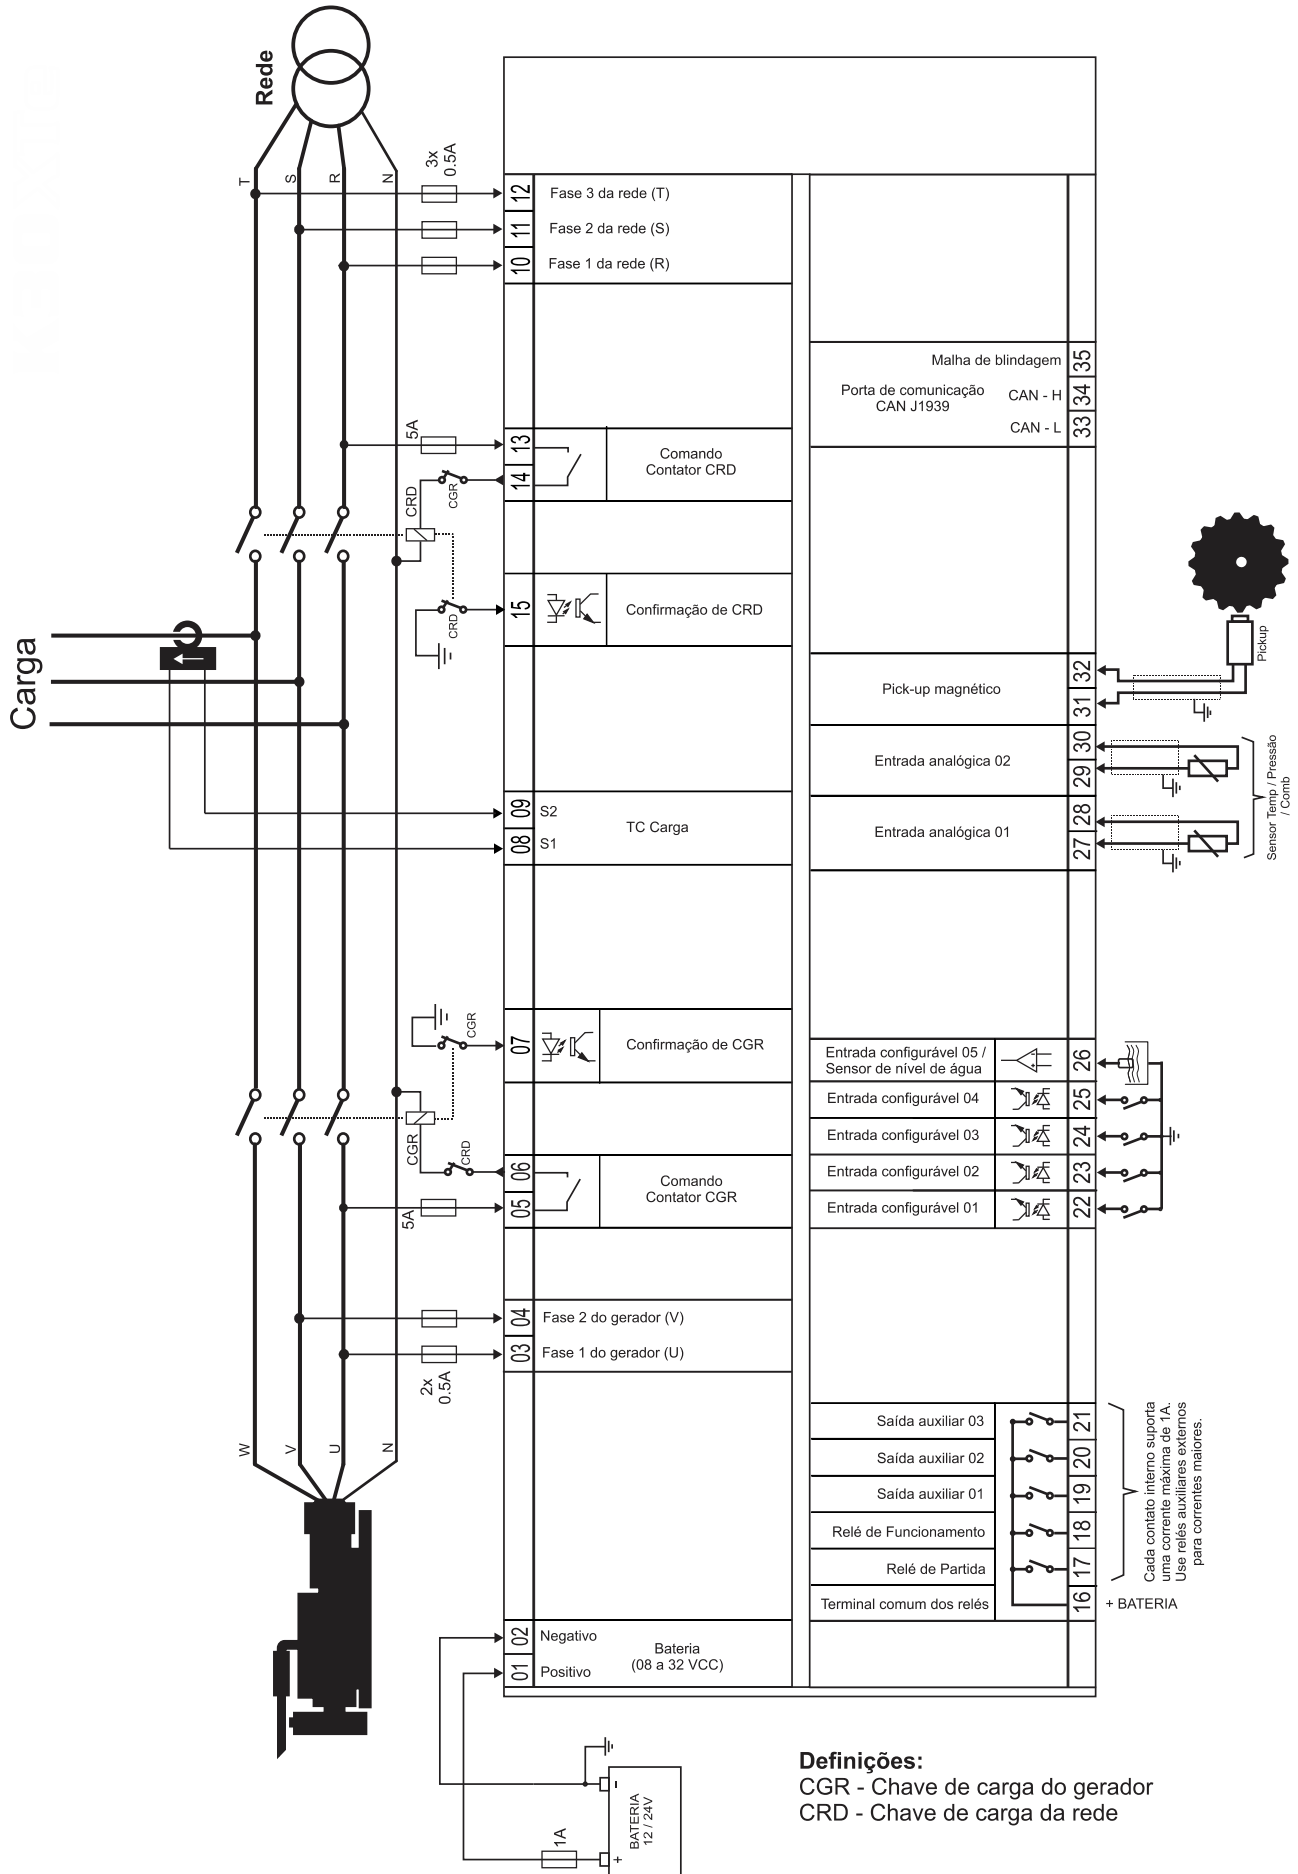 Rede
T
S
R
N
3x
0.5A
12
Fase 3 da rede (T)
11
Fase 2 da rede (S)
10
Fase 1 da rede (R)
5A
13
14
Comando
Contator CRD
CRD
CGR
15
Confirmação de CRD
CRD
Carga
09
S2
08
S1
TC Carga
07
Confirmação de CGR
CGR
CGR
CRD
06
05
Comando
Contator CGR
5A
04
Fase 2 do gerador (V)
03
Fase 1 do gerador (U)
2x
0.5A
W
V
U
N
02
Negativo
01
Positivo
Bateria
(08 a 32 VCC)
BATERIA
12 / 24V
-
+
1A
Malha de blindagem
35
Porta de comunicação
CAN J1939
CAN - H
34
CAN - L
33
Pickup
Pick-up magnético
32
31
Entrada analógica 02
30
29
Entrada analógica 01
28
27
Sensor Temp / Pressão
/ Comb
Entrada configurável 05 /
Sensor de nível de água
26
Entrada configurável 04
25
Entrada configurável 03
24
Entrada configurável 02
23
Entrada configurável 01
22
Saída auxiliar 03
21
Saída auxiliar 02
20
Saída auxiliar 01
19
Relé de Funcionamento
18
Relé de Partida
17
Terminal comum dos relés
16
+ BATERIA
Cada contato interno suporta
uma corrente máxima de 1A.
Use relés auxiliares externos
para correntes maiores.
Definições:
CGR - Chave de carga do gerador
CRD - Chave de carga da rede